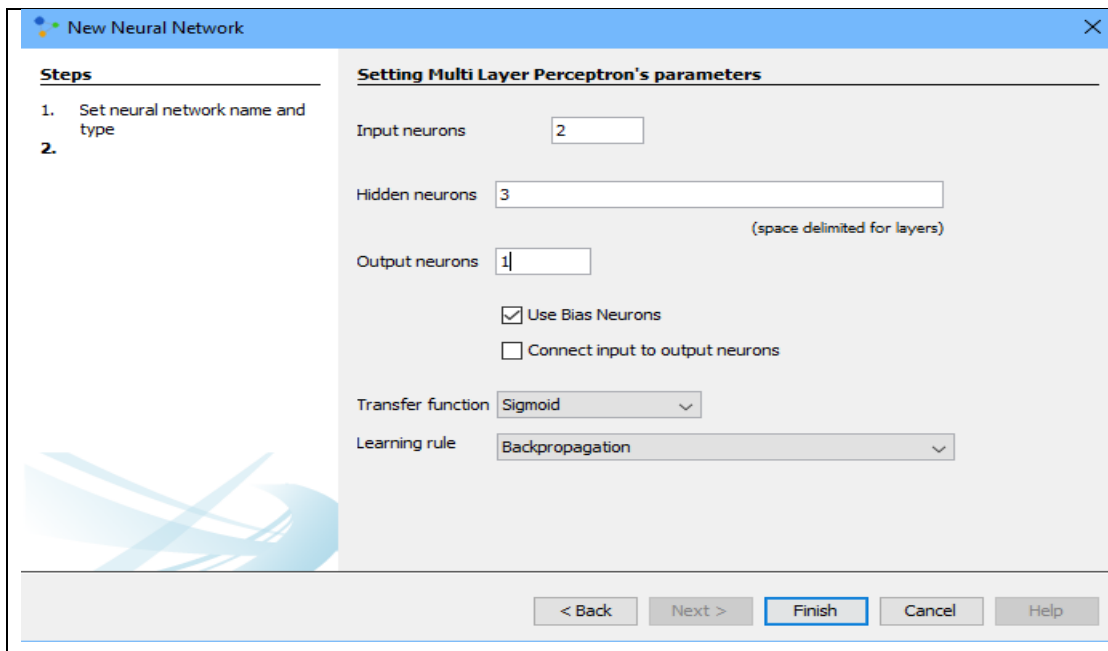 New Neural Network
Steps
1. Set neural network name and
type
2.
Setting Multi Layer Perceptron's parameters
Input neurons 2
Hidden neurons 3
(space delimited for layers)
Output neurons 1
Use Bias Neurons
Connect input to output neurons
Transfer function Sigmoid
Learning rule Backpropagation
< Back Next > Finish Cancel Help